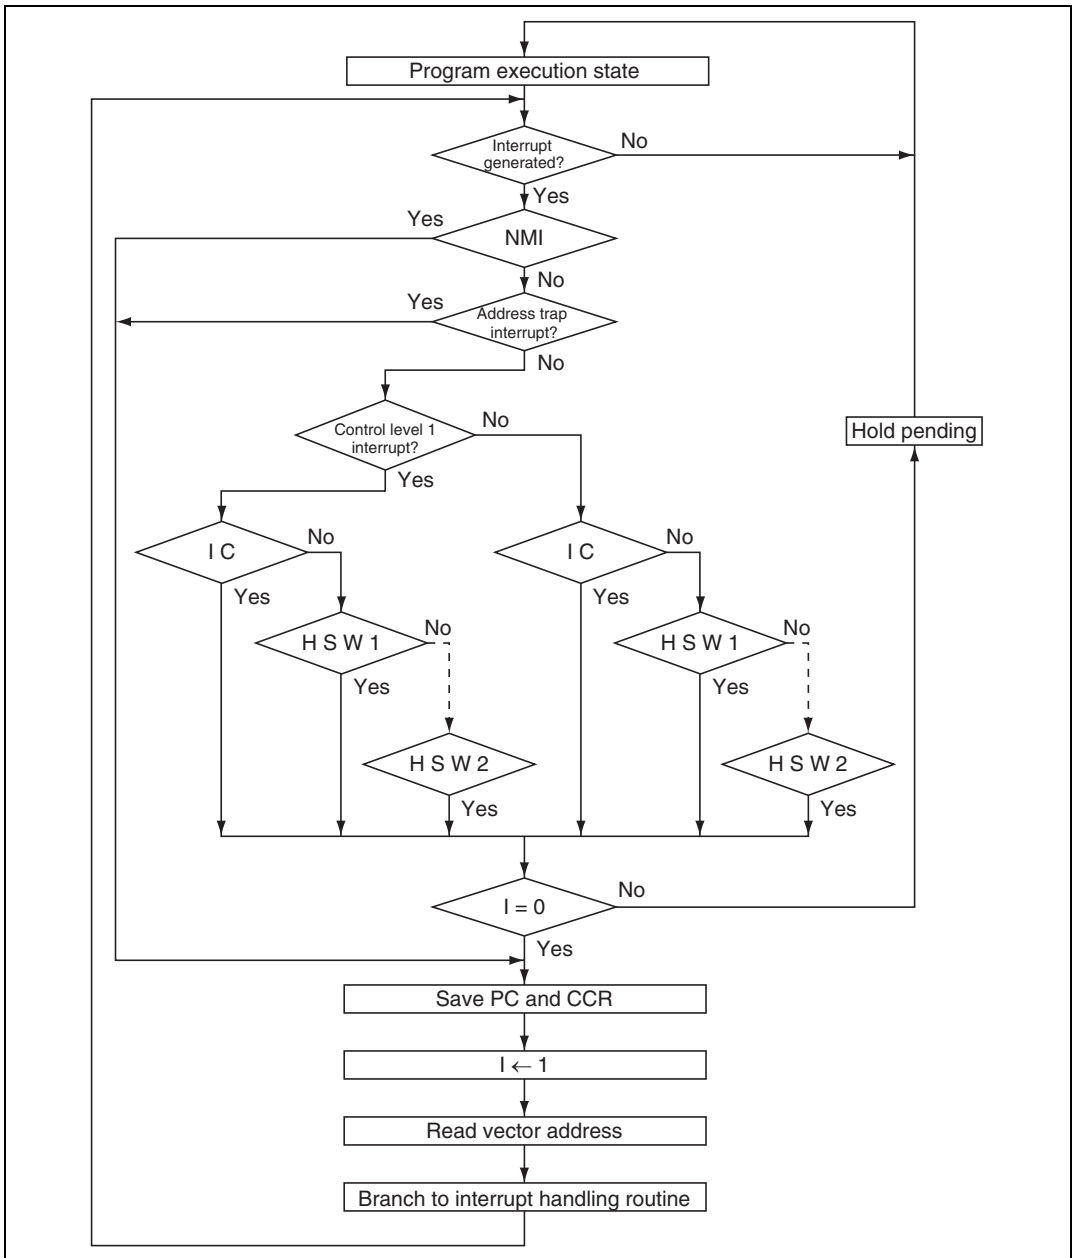 Program execution state
Interrupt
generated?
No
Yes
Yes
NMI
No
Yes
Address trap
interrupt?
No
Control level 1
interrupt?
No
Hold pending
Yes
I C
No
I C
No
Yes
Yes
H S W 1
No
H S W 1
No
Yes
Yes
H S W 2
H S W 2
Yes
Yes
I = 0
No
Yes
Save PC and CCR
I ← 1
Read vector address
Branch to interrupt handling routine